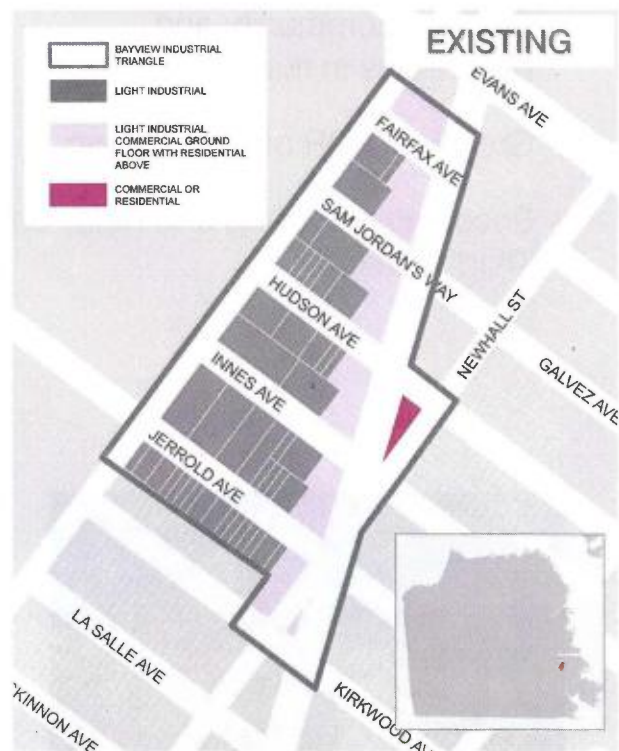 EXISTING
BAYVIEW INDUSTRIAL
TRIANGLE
LIGHT INDUSTRIAL
LIGHT INDUSTRIAL
COMMERCIAL GROUND
FLOOR WITH RESIDENTIAL
ABOVE
COMMERCIAL OR
RESIDENTIAL
EVANS AVE
FAIRFAX AVE
SAM JORDAN'S WAY
HUDSON AVE
NEWHALL ST
GALVEZ AVE
INNES AVE
JERROLD AVE
LA SALLE AVE
KIRKWOOD AV
CKINNON AVE